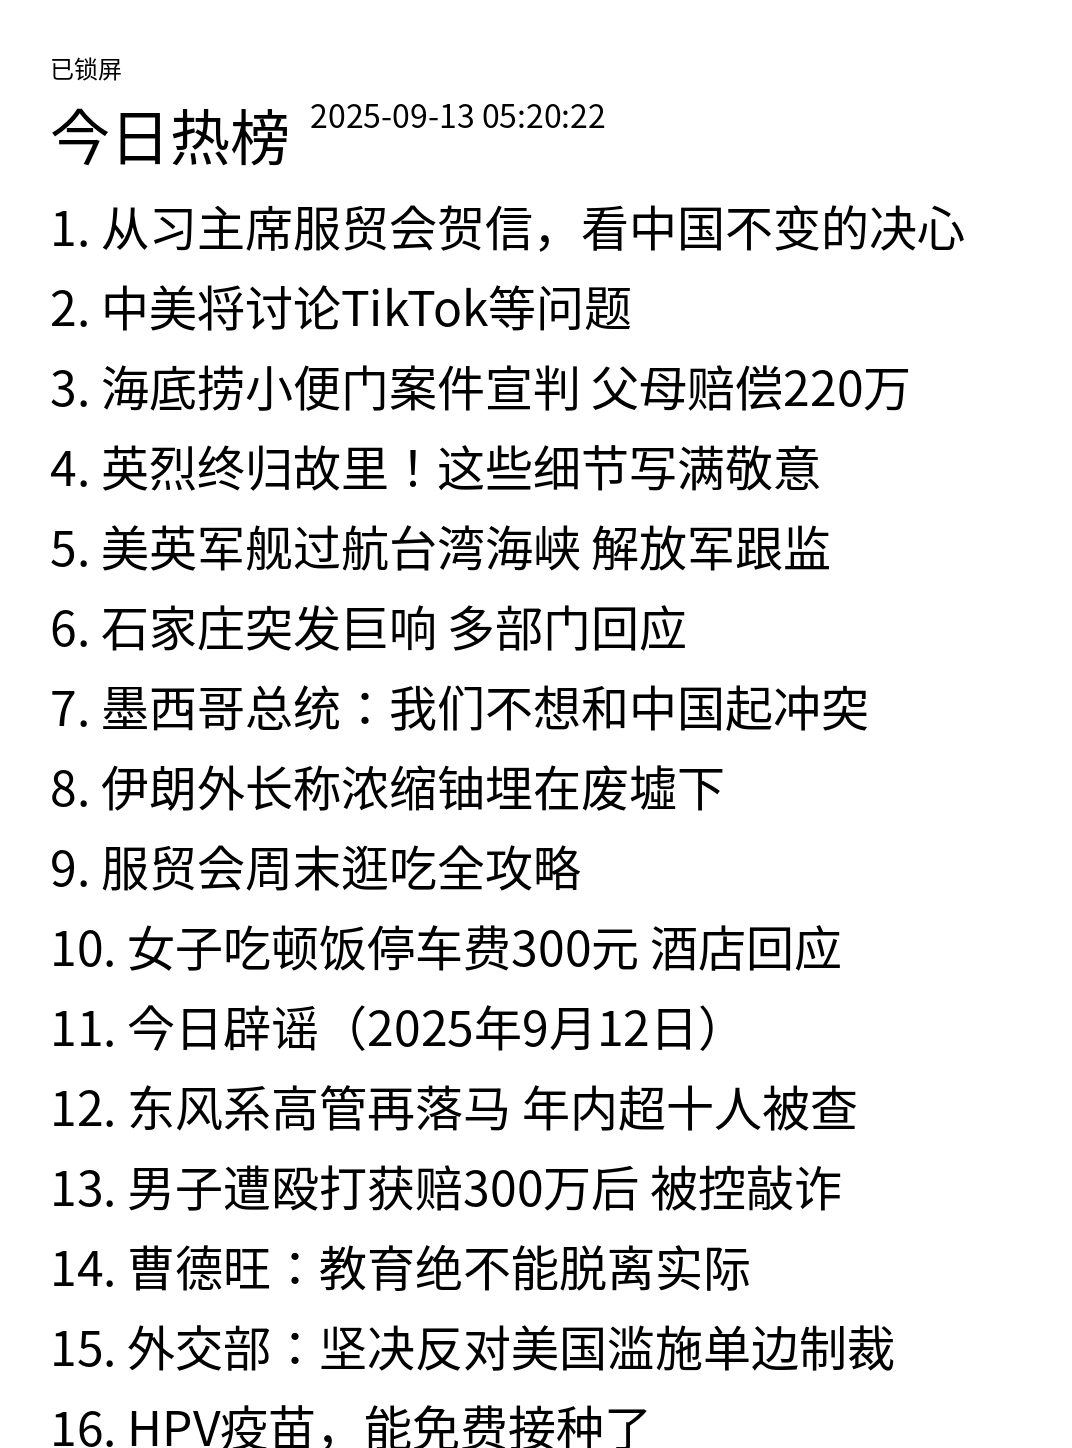 已锁屏
今日热榜 2025-09-13 05:20:22
1. 从习主席服贸会贺信，看中国不变的决心
2. 中美将讨论TikTok等问题
3. 海底捞小便门案件宣判 父母赔偿220万
4. 英烈终归故里！这些细节写满敬意
5. 美英军舰过航台湾海峡 解放军跟监
6. 石家庄突发巨响 多部门回应
7. 墨西哥总统：我们不想和中国起冲突
8. 伊朗外长称浓缩铀埋在废墟下
9. 服贸会周末逛吃全攻略
10. 女子吃顿饭停车费300元 酒店回应
11. 今日辟谣（2025年9月12日）
12. 东风系高管再落马 年内超十人被查
13. 男子遭殴打获赔300万后 被控敲诈
14. 曹德旺：教育绝不能脱离实际
15. 外交部：坚决反对美国滥施单边制裁
16. HPV疫苗，能免费接种了